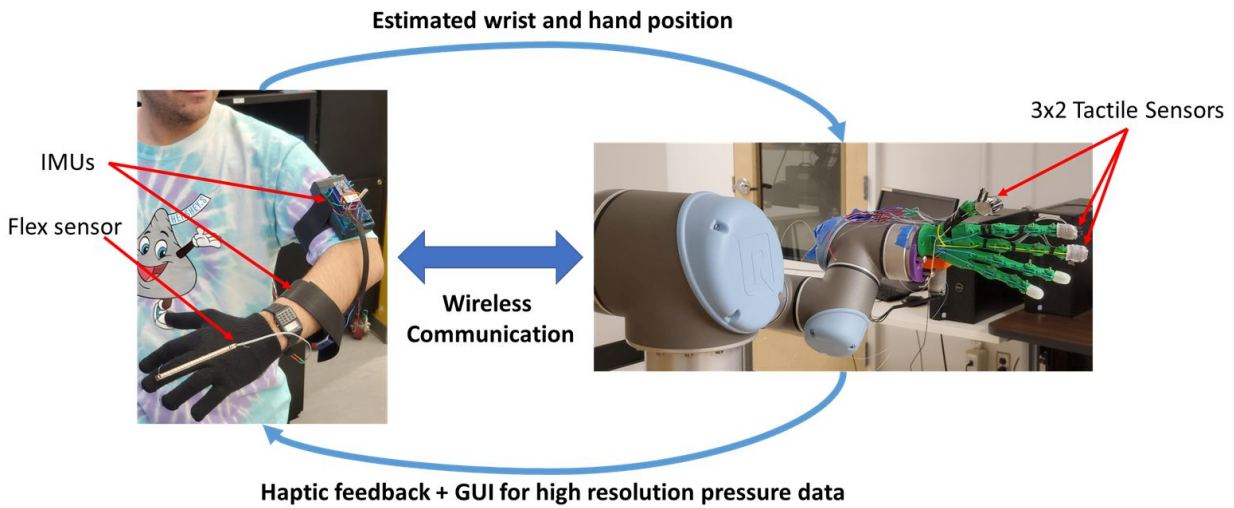 Estimated wrist and hand position
3x2 Tactile Sensors
IMUs
Flex sensor
HERSHEY'S
Wireless
Communication
Haptic feedback + GUI for high resolution pressure data